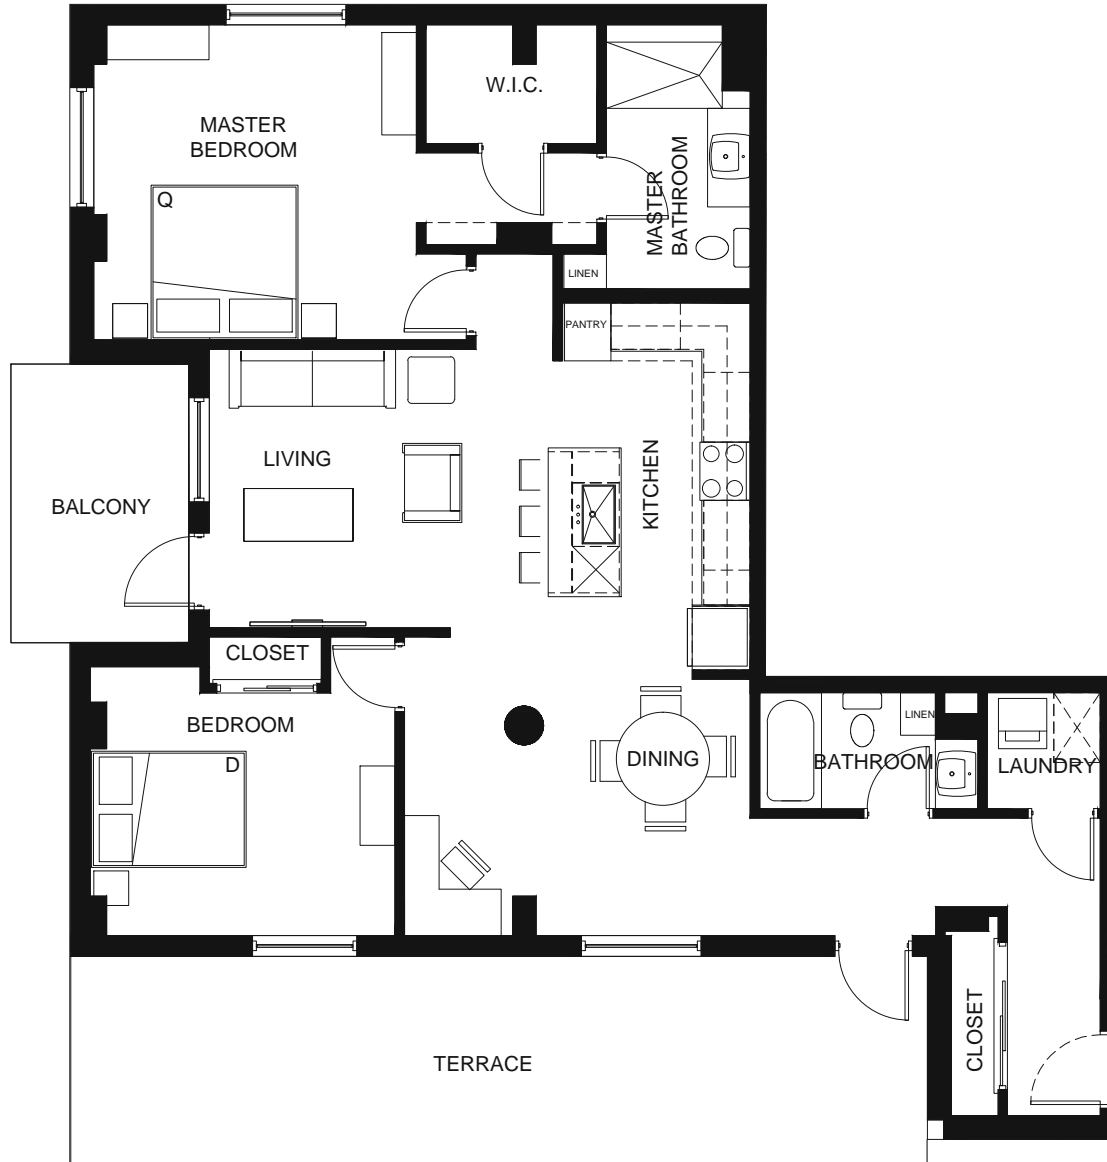 W.I.C.
MASTER
BEDROOM
MASTER
BATHROOM
Q
LINEN
PANTRY
LIVING
KITCHEN
BALCONY
CLOSET
BEDROOM
LINEN
D
DINING
BATHROOM
LAUNDRY
CLOSET
TERRACE